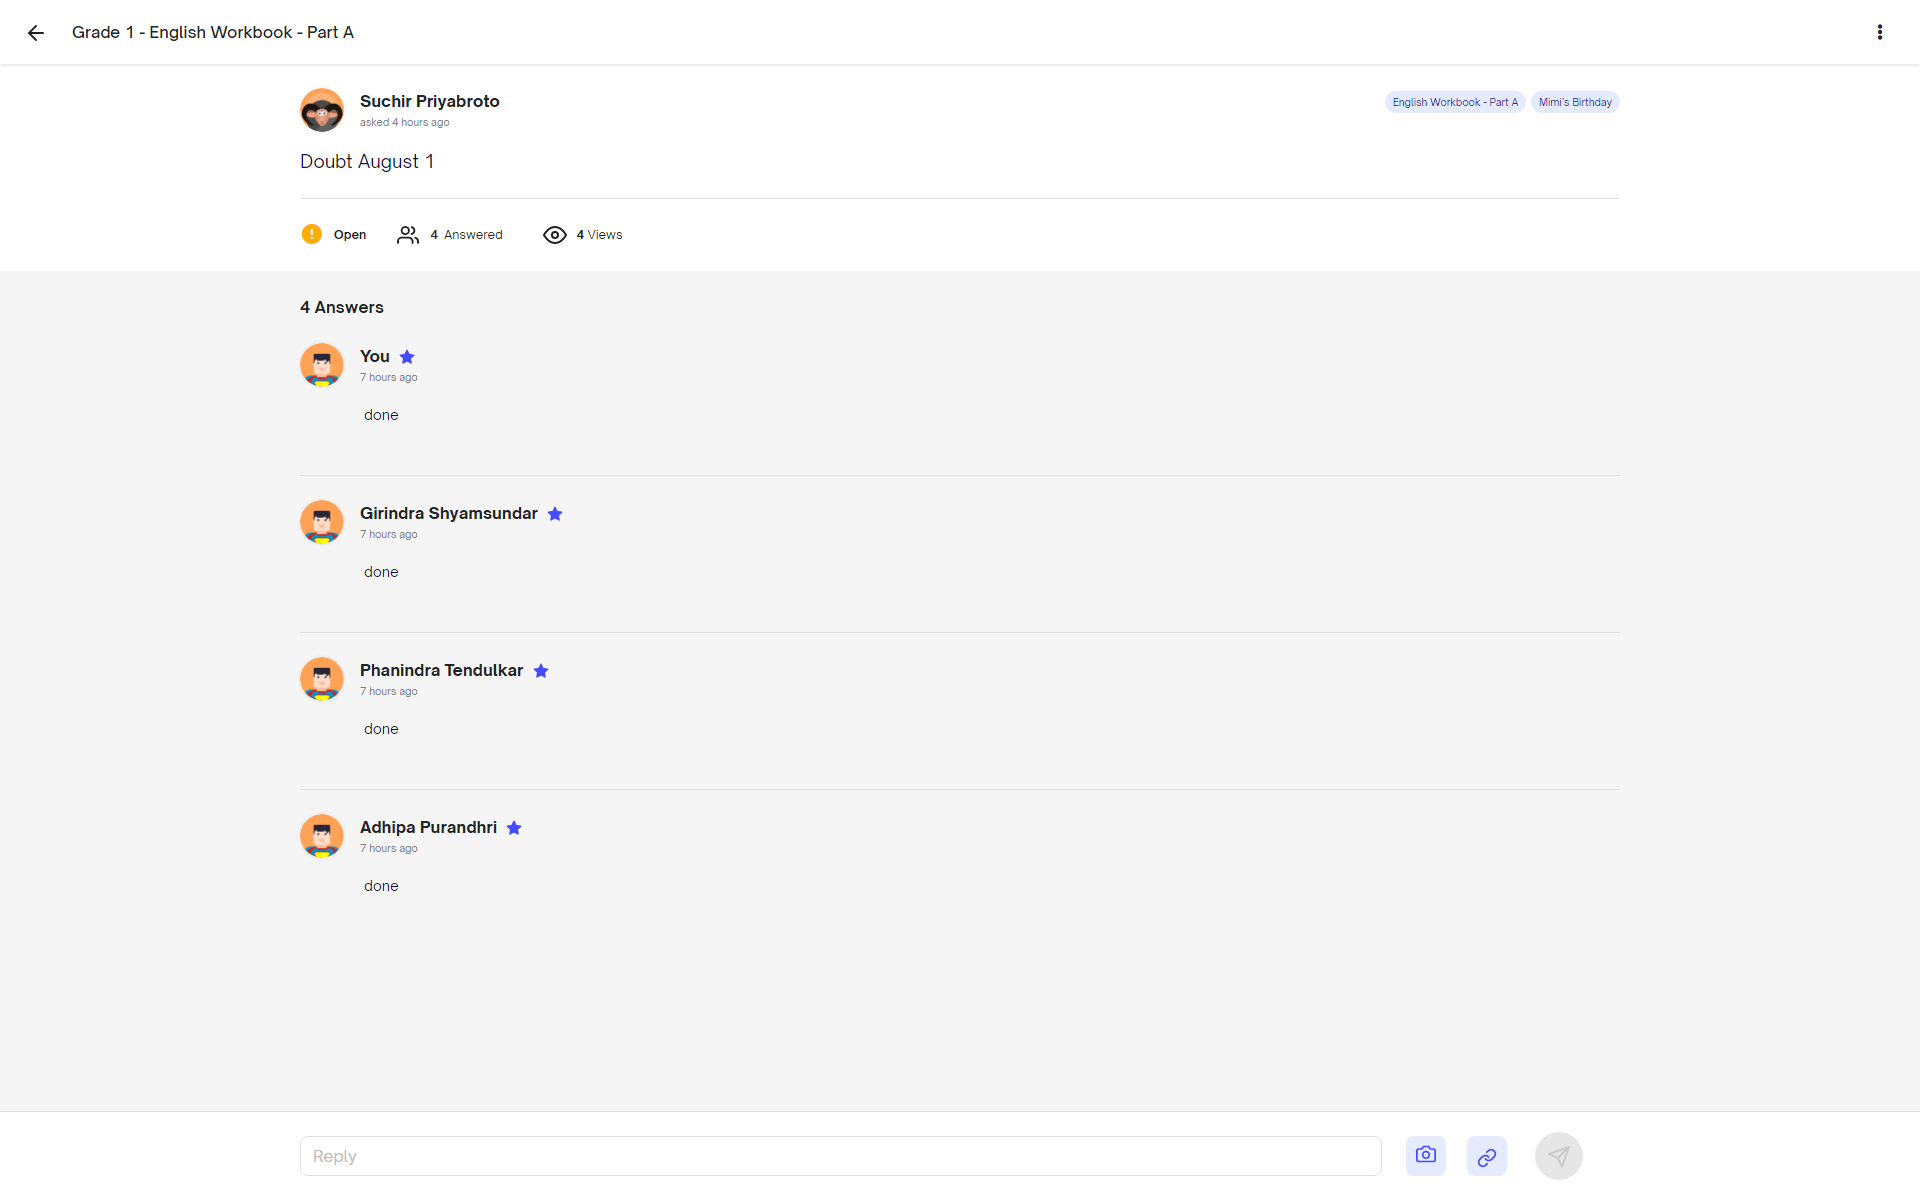 Grade 1 - English Workbook - Part A
Suchir Priyabroto
asked 4 hours ago
English Workbook - Part A
Mimi's Birthday
Doubt August 1
Open
4 Answered
4 Views
4 Answers
You
7 hours ago
done
Girindra Shyamsundar
7 hours ago
done
Phanindra Tendulkar
7 hours ago
done
Adhipa Purandhri
7 hours ago
done
Reply